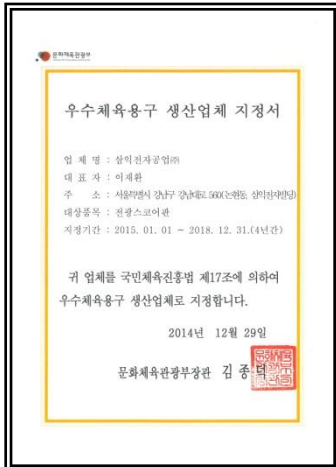 문화체육관광부
우수체육용구 생산업체 지정서
업 체 명 : 삼익전자공업㈜
대 표 자 : 이재환
주 소 : 서울특별시 강남구 강남대로 560(논현동, 삼익전자빌딩)
대상품목 : 전광스코어판
지정기간 : 2015. 01. 01 ~ 2018. 12. 31.(4년간)
귀 업체를 국민체육진흥법 제17조에 의하여
우수체육용구 생산업체로 지정합니다.
2014년 12월 29일
문화체육관광부장관 김 종 덕